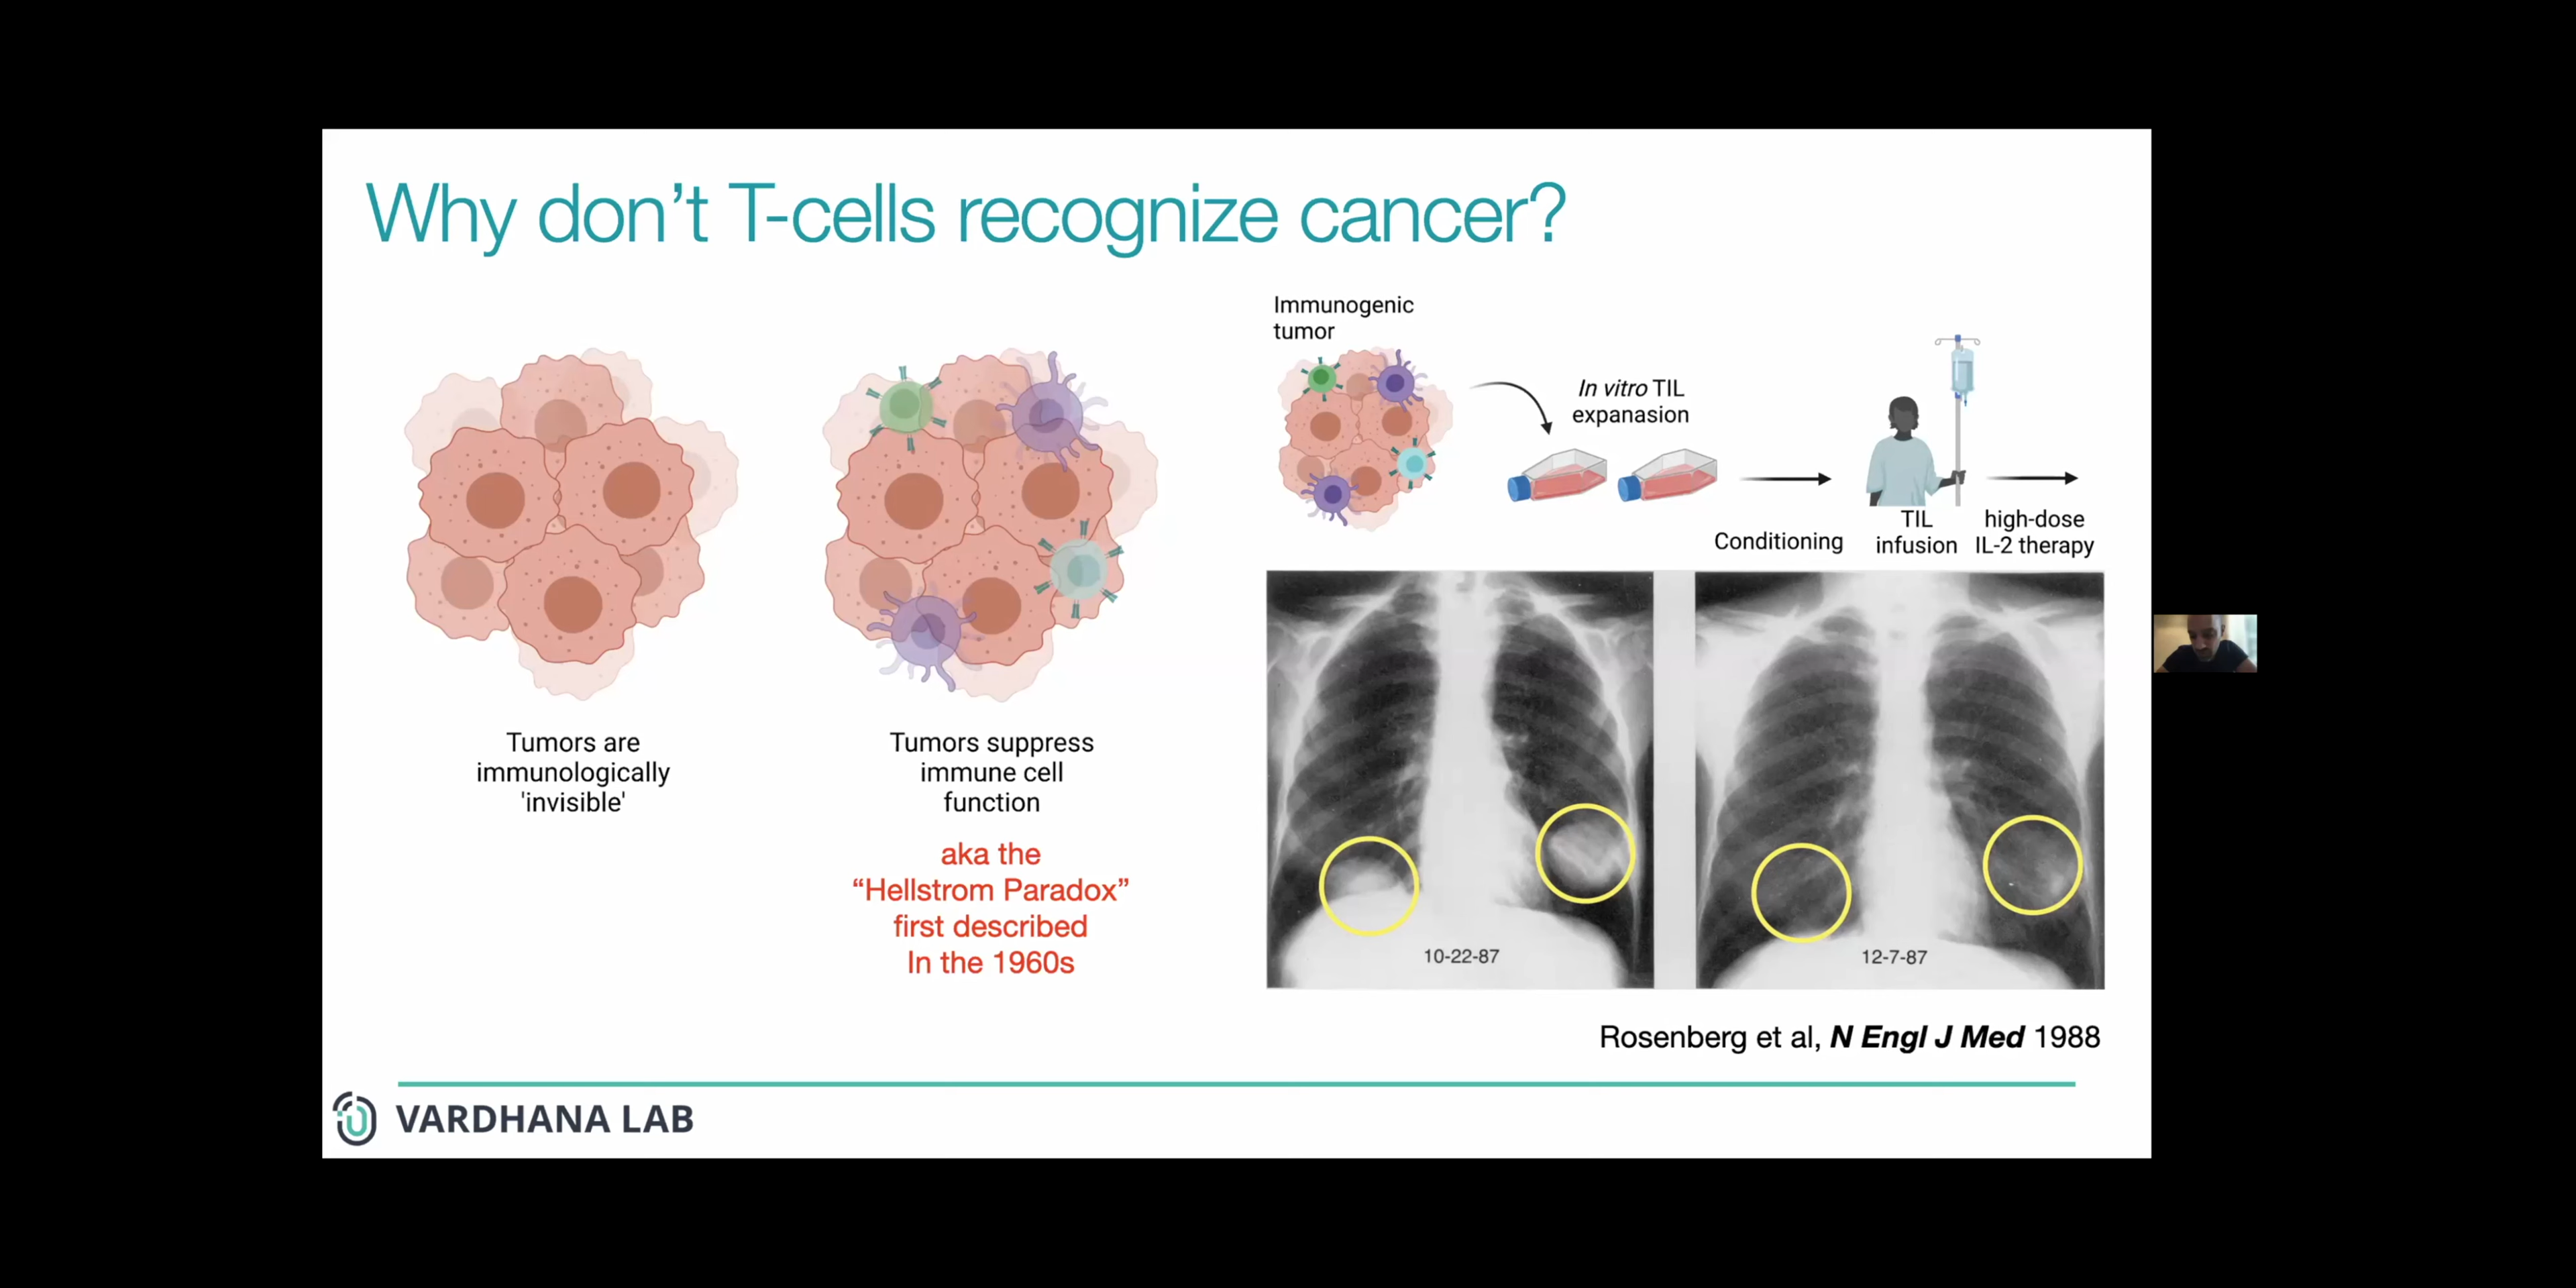 Why don't T-cells recognize cancer?
Tumors are
immunologically
'invisible'
Tumors suppress
immune cell
function
aka the
“Hellstrom Paradox”
first described
In the 1960s
Immunogenic
tumor
In vitro TIL
expanasion
Conditioning
TIL
infusion
high-dose
IL-2 therapy
10-22-87
12-7-87
Rosenberg et al, N Engl J Med 1988
VARDHANA LAB